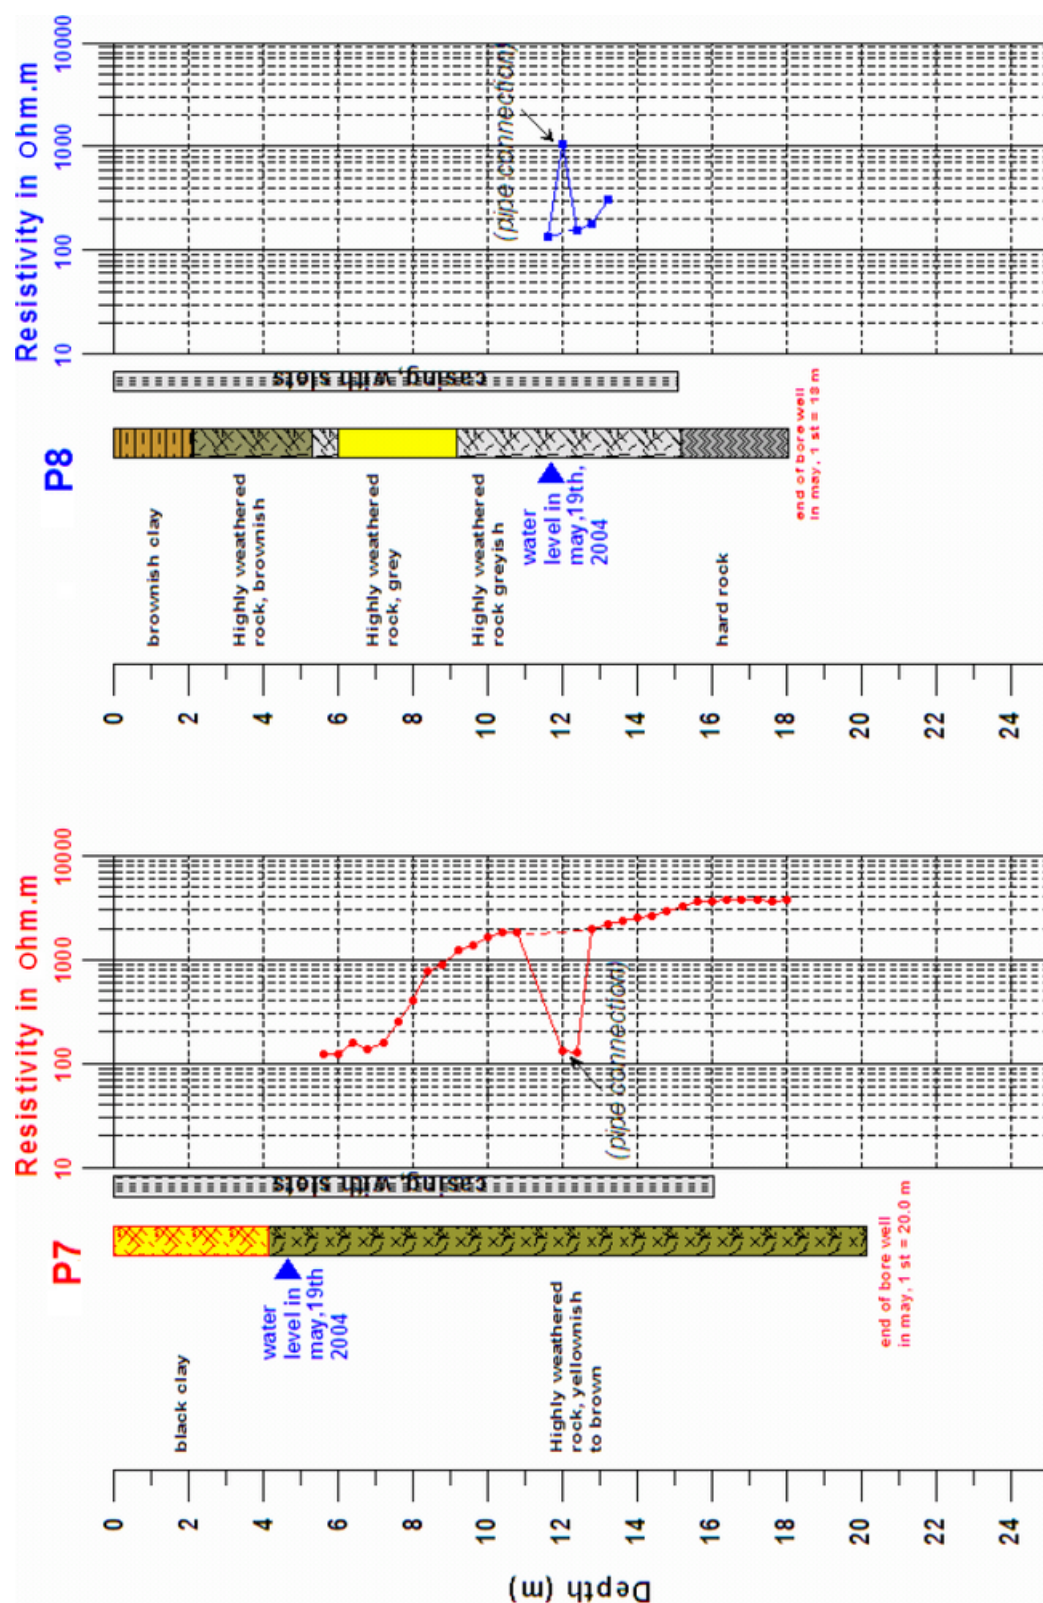 P7
Resistivity in Ohm.m
10
100
1000
10000
Depth (m)
0
2
4
6
8
10
12
14
16
18
20
22
24
black clay
water
level in
may,19th
2004
Highly weathered
rock, yellownish
to brown
end of bore well
in may, 1 st = 20.0 m
casing, with slots
(pipe connection)
P8
Resistivity in Ohm.m
10
100
1000
10000
0
2
4
6
8
10
12
14
16
18
20
22
24
brownish clay
Highly weathered
rock, brownish
Highly weathered
rock, grey
Highly weathered
rock greyish
water
level in
may,19th,
2004
hard rock
end of bore well
in may, 1 st = 18 m
casing, with slots
(pipe connection)